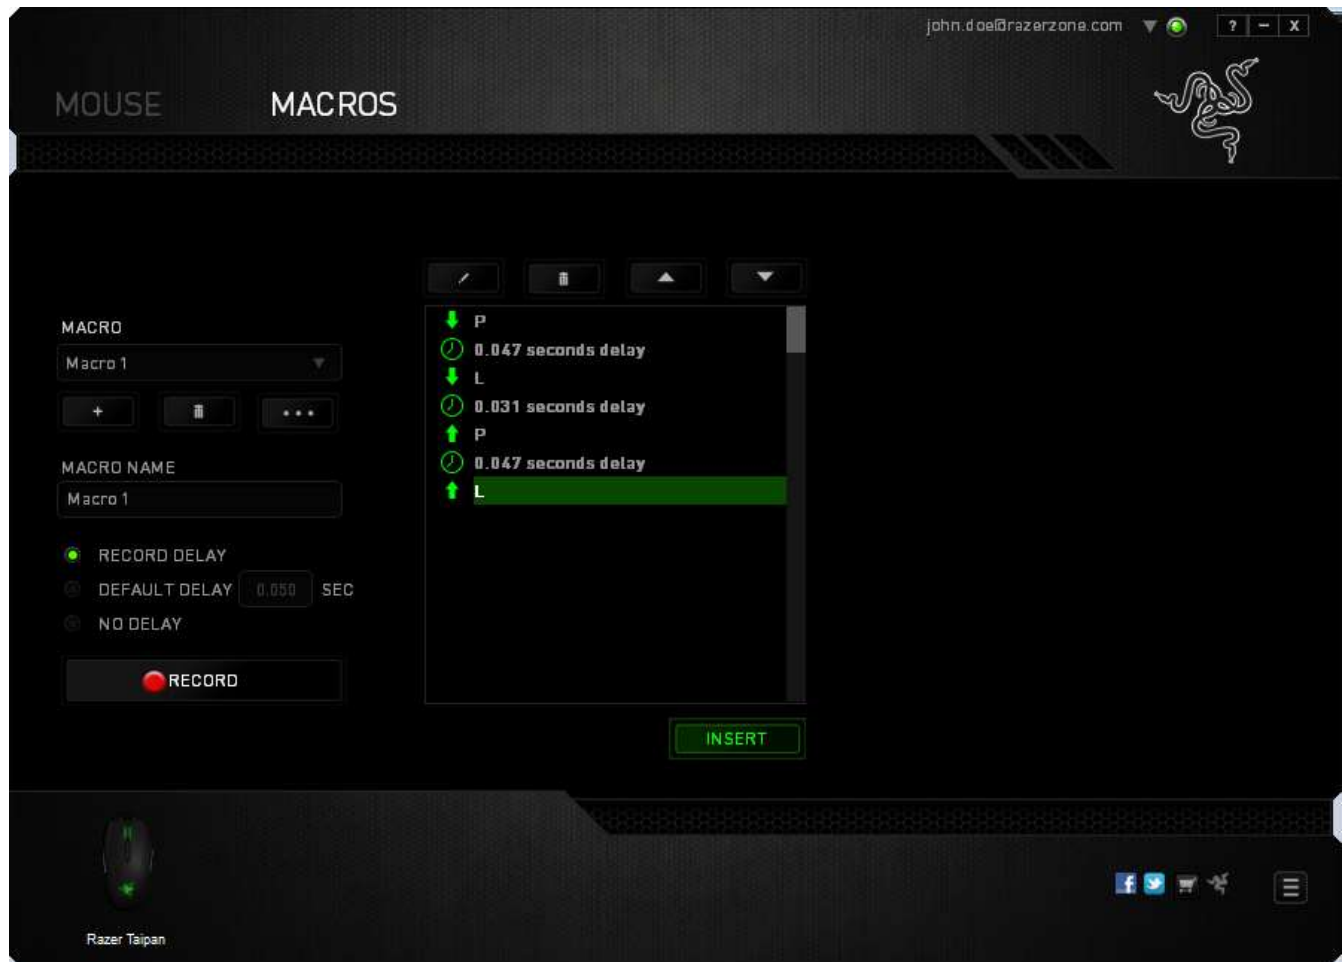 john.doe@razerzone.com
? - X
MOUSE MACROS
MACRO
Macro 1
MACRO NAME
Macro 1
RECORD DELAY
DEFAULT DELAY 0.050 SEC
NO DELAY
RECORD
P
0.047 seconds delay
L
0.031 seconds delay
P
0.047 seconds delay
L
INSERT
Razer Taipan